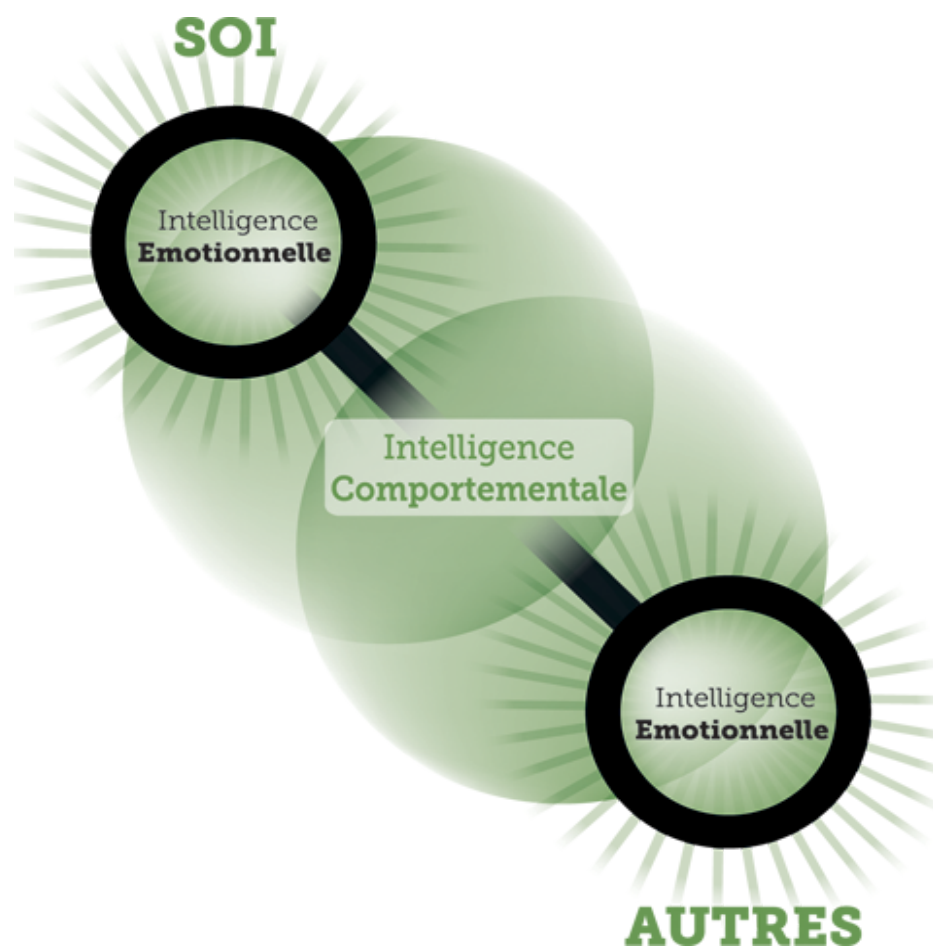 SOI
Intelligence
Emotionnelle
Intelligence
Comportementale
Intelligence
Emotionnelle
AUTRES